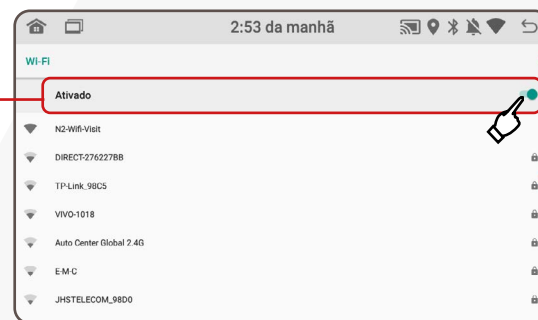 2:53 da manhã
Wi-Fi
Ativado
N2-Wifi-Visit
DIRECT-276227BB
TP-Link_98C5
VIVO-1018
Auto Center Global 2.4G
E-M-C
JHSTELECOM_98D0